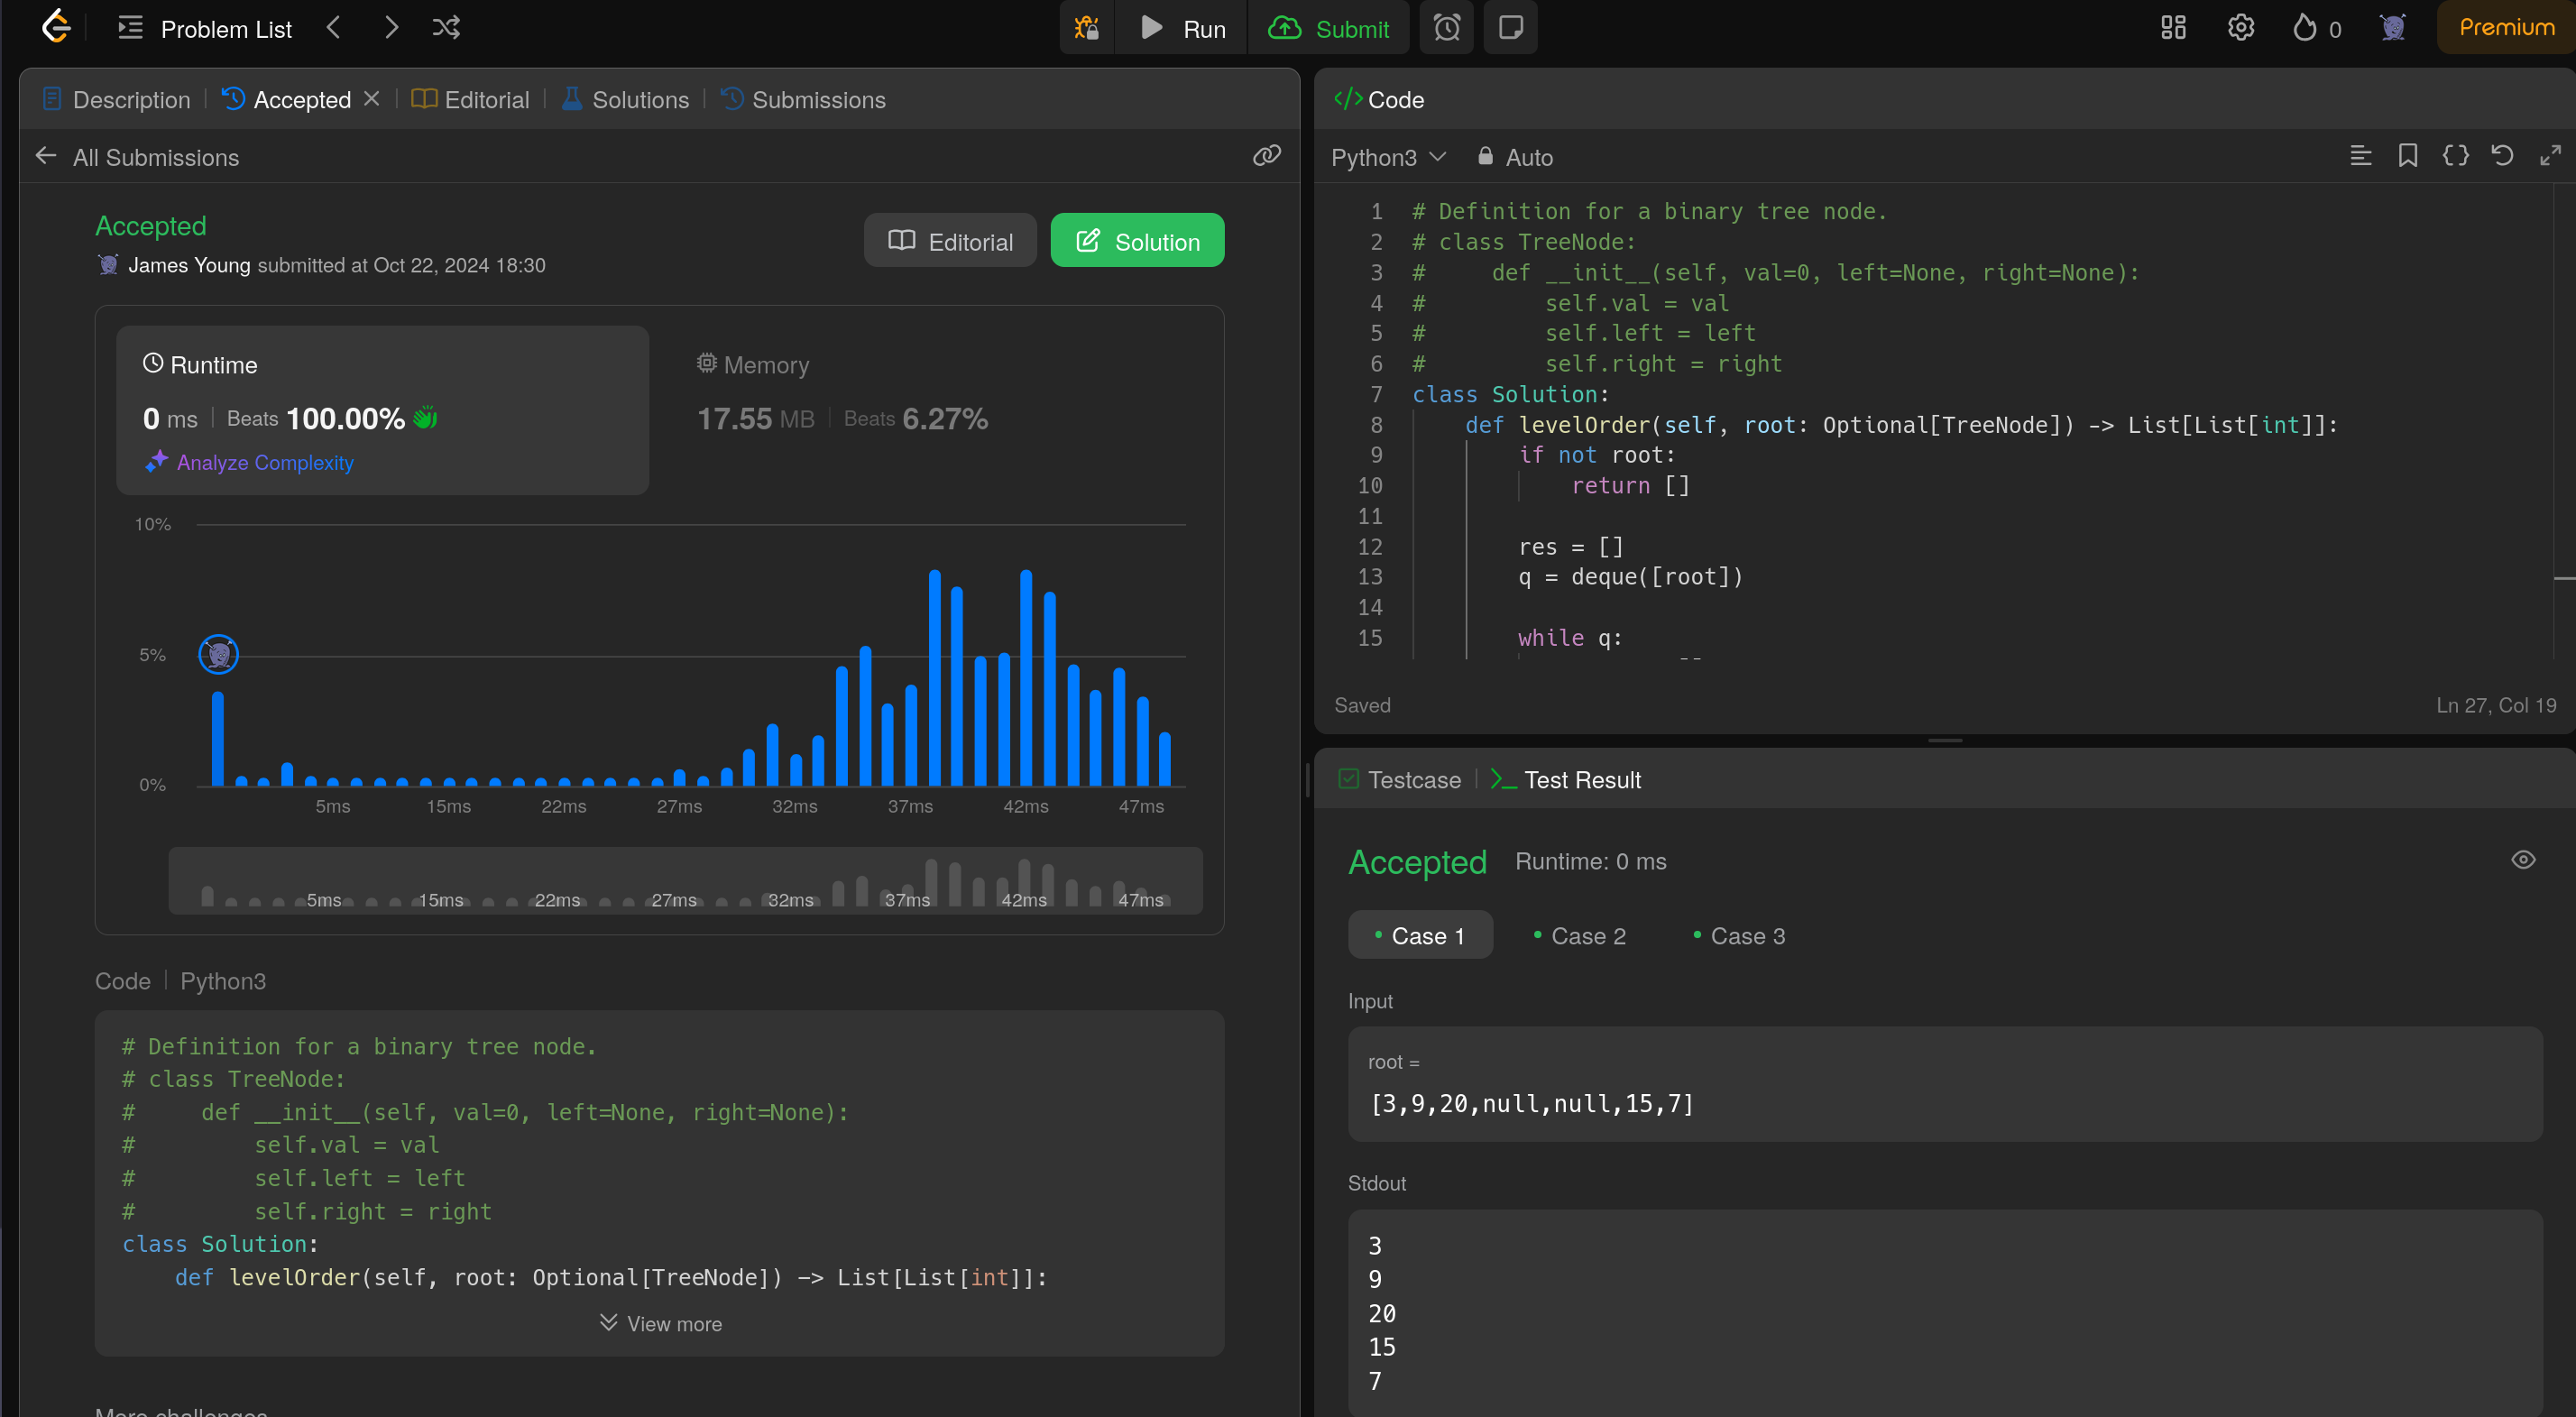 Problem List
Run
Submit
0
Premium
Description
Accepted
Editorial
Solutions
Submissions
All Submissions
Accepted
Editorial
Solution
James Young submitted at Oct 22, 2024 18:30
Runtime
0 ms | Beats 100.00%
Analyze Complexity
Memory
17.55 MB | Beats 6.27%
10%
5%
0%
5ms 15ms 22ms 27ms 32ms 37ms 42ms 47ms
5ms 15ms 22ms 27ms 32ms 37ms 42ms 47ms
Code | Python3
# Definition for a binary tree node.
# class TreeNode:
#     def __init__(self, val=0, left=None, right=None):
#         self.val = val
#         self.left = left
#         self.right = right
class Solution:
    def levelOrder(self, root: Optional[TreeNode]) -> List[List[int]]:
View more
More challenges
</> Code
Python3
Auto
1 # Definition for a binary tree node.
2 # class TreeNode:
3 #     def __init__(self, val=0, left=None, right=None):
4 #         self.val = val
5 #         self.left = left
6 #         self.right = right
7 class Solution:
8     def levelOrder(self, root: Optional[TreeNode]) -> List[List[int]]:
9         if not root:
10             return []
11
12         res = []
13         q = deque([root])
14
15         while q:
Saved
Ln 27, Col 19
Testcase
Test Result
Accepted
Runtime: 0 ms
Case 1
Case 2
Case 3
Input
root =
[3,9,20,null,null,15,7]
Stdout
3
9
20
15
7